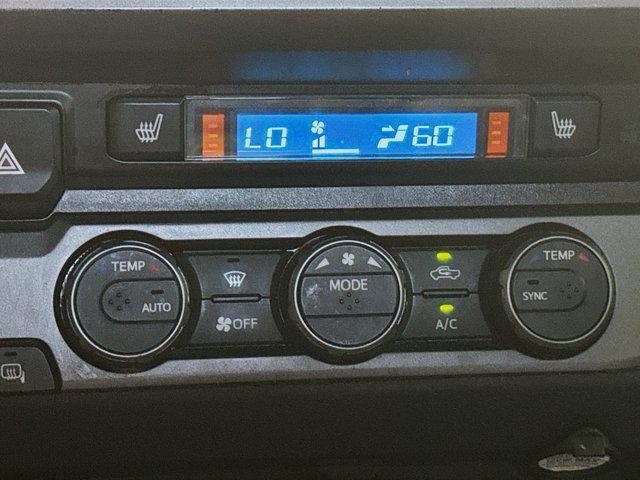 LO 60
TEMP MODE TEMP
AUTO SYNC
OFF A/C